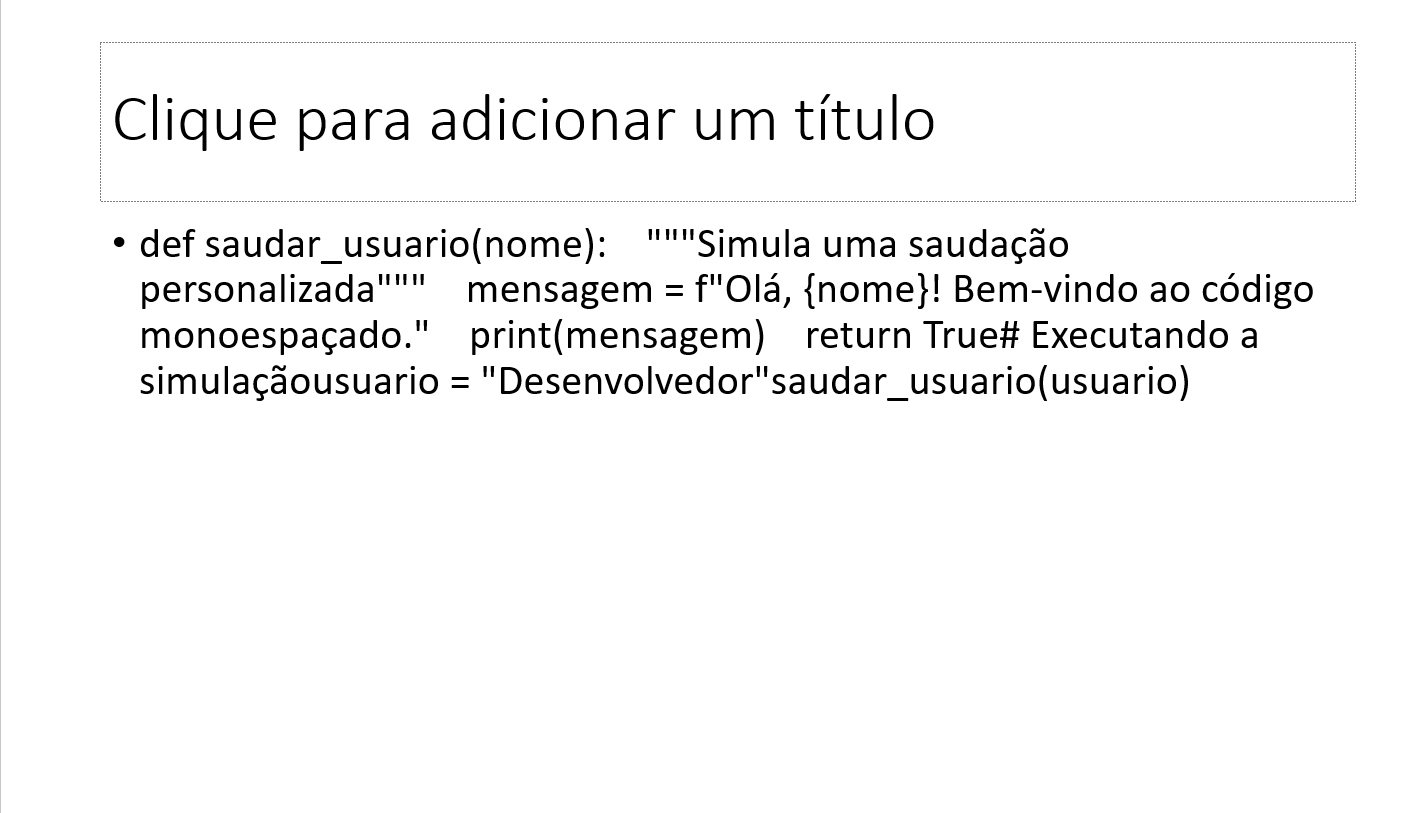 Clique para adicionar um título
• def saudar_usuario(nome):    """Simula uma saudação
personalizada"""    mensagem = f"Olá, {nome}! Bem-vindo ao código
monoespaçado."    print(mensagem)    return True# Executando a
simulaçãousuario = "Desenvolvedor"saudar_usuario(usuario)